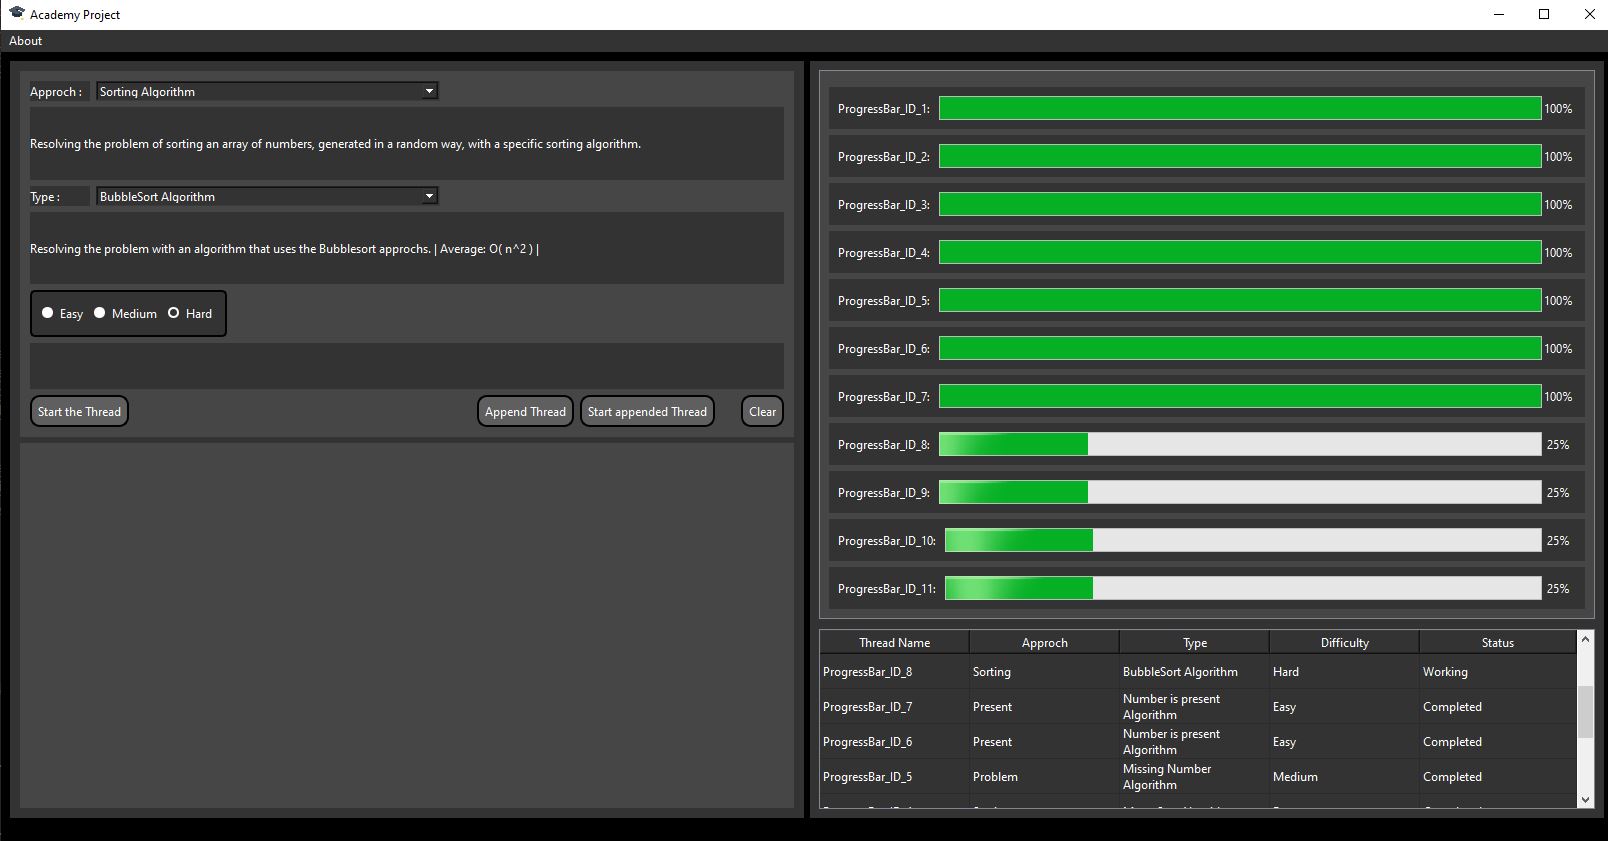 Academy Project
About
Approch :
Sorting Algorithm
Resolving the problem of sorting an array of numbers, generated in a random way, with a specific sorting algorithm.
Type :
BubbleSort Algorithm
Resolving the problem with an algorithm that uses the Bubblesort approchs. | Average: O( n^2 ) |
Easy Medium Hard
Start the Thread
Append Thread
Start appended Thread
Clear
ProgressBar_ID_1: 100%
ProgressBar_ID_2: 100%
ProgressBar_ID_3: 100%
ProgressBar_ID_4: 100%
ProgressBar_ID_5: 100%
ProgressBar_ID_6: 100%
ProgressBar_ID_7: 100%
ProgressBar_ID_8: 25%
ProgressBar_ID_9: 25%
ProgressBar_ID_10: 25%
ProgressBar_ID_11: 25%
Thread Name Approch Type Difficulty Status
ProgressBar_ID_8 Sorting BubbleSort Algorithm Hard Working
ProgressBar_ID_7 Present Number is present Algorithm Easy Completed
ProgressBar_ID_6 Present Number is present Algorithm Easy Completed
ProgressBar_ID_5 Problem Missing Number Algorithm Medium Completed